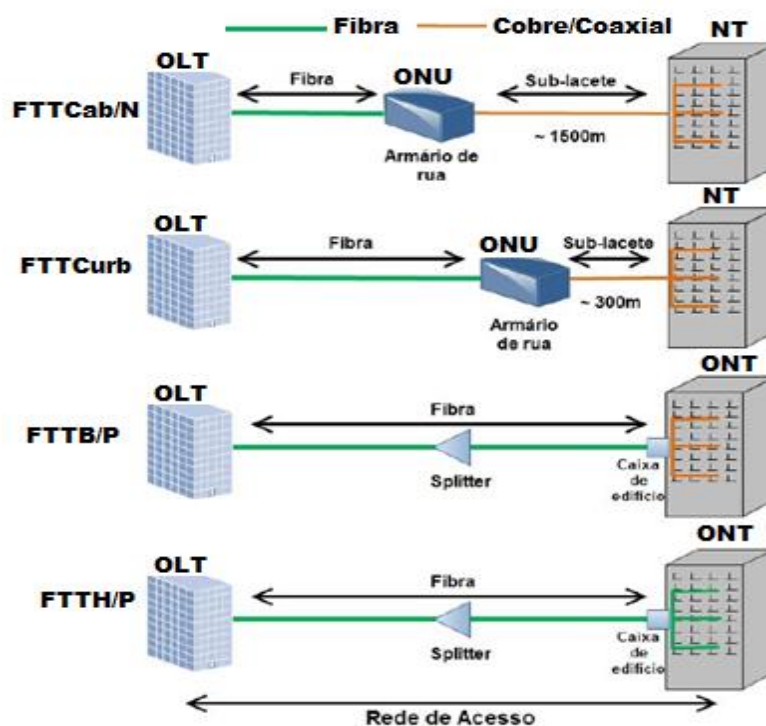 Fibra
Cobre/Coaxial
NT
OLT
Fibra
ONU
Sub-lacete
FTTCab/N
~ 1500m
Armário de
rua
NT
OLT
Fibra
ONU
Sub-lacete
FTTCurb
~ 300m
Armário de
rua
ONT
OLT
Fibra
FTTB/P
Splitter
Caixa
de
edifício
ONT
OLT
Fibra
FTTH/P
Splitter
Caixa
de
edifício
Rede de Acesso